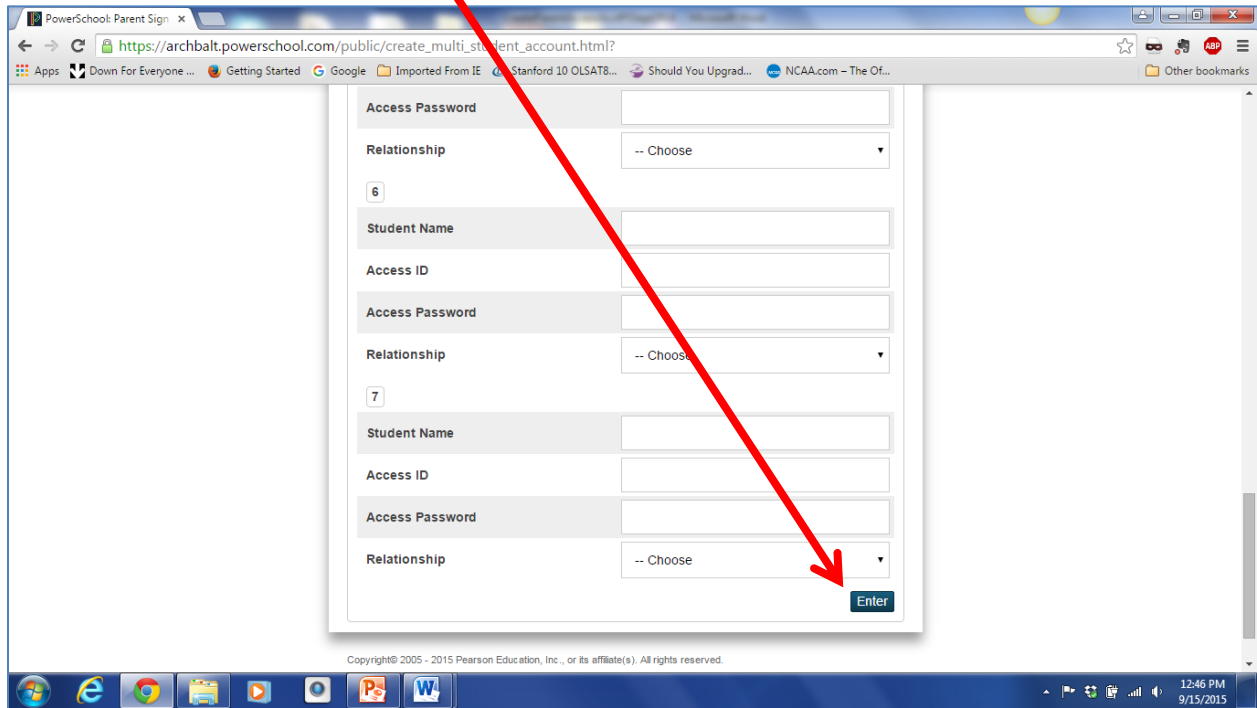 PowerSchool: Parent Sign
https://archbalt.powerschool.com/public/create_multi_student_account.html?
ABP
Apps Down For Everyone ... Getting Started Google Imported From IE Stanford 10 OLSAT8... Should You Upgrad... NCAA.com – The Of... Other bookmarks
Access Password
Relationship -- Choose
6
Student Name
Access ID
Access Password
Relationship -- Choose
7
Student Name
Access ID
Access Password
Relationship -- Choose
Enter
Copyright© 2005 - 2015 Pearson Education, Inc., or its affiliate(s). All rights reserved.
12:46 PM
9/15/2015